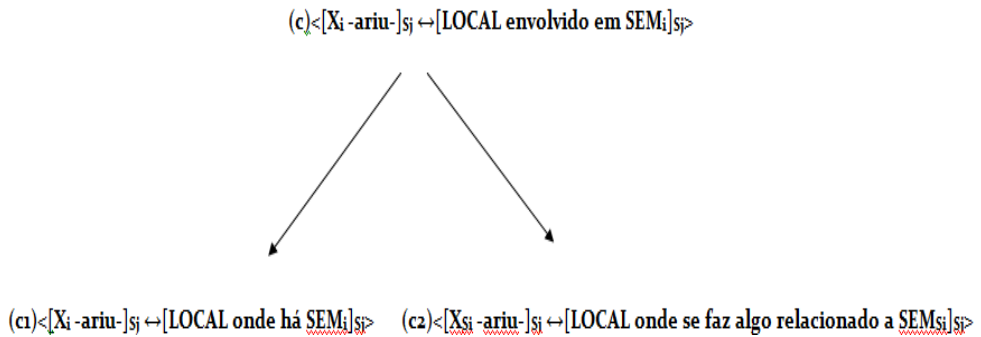 (c)<[Xi -ariu-]Sj ↔[LOCAL envolvido em SEMi]Sj>
(c1)<[Xi -ariu-]Sj ↔[LOCAL onde há SEMi]Sj> (c2)<[XSi -ariu-]Sj ↔[LOCAL onde se faz algo relacionado a SEMSi]Sj>